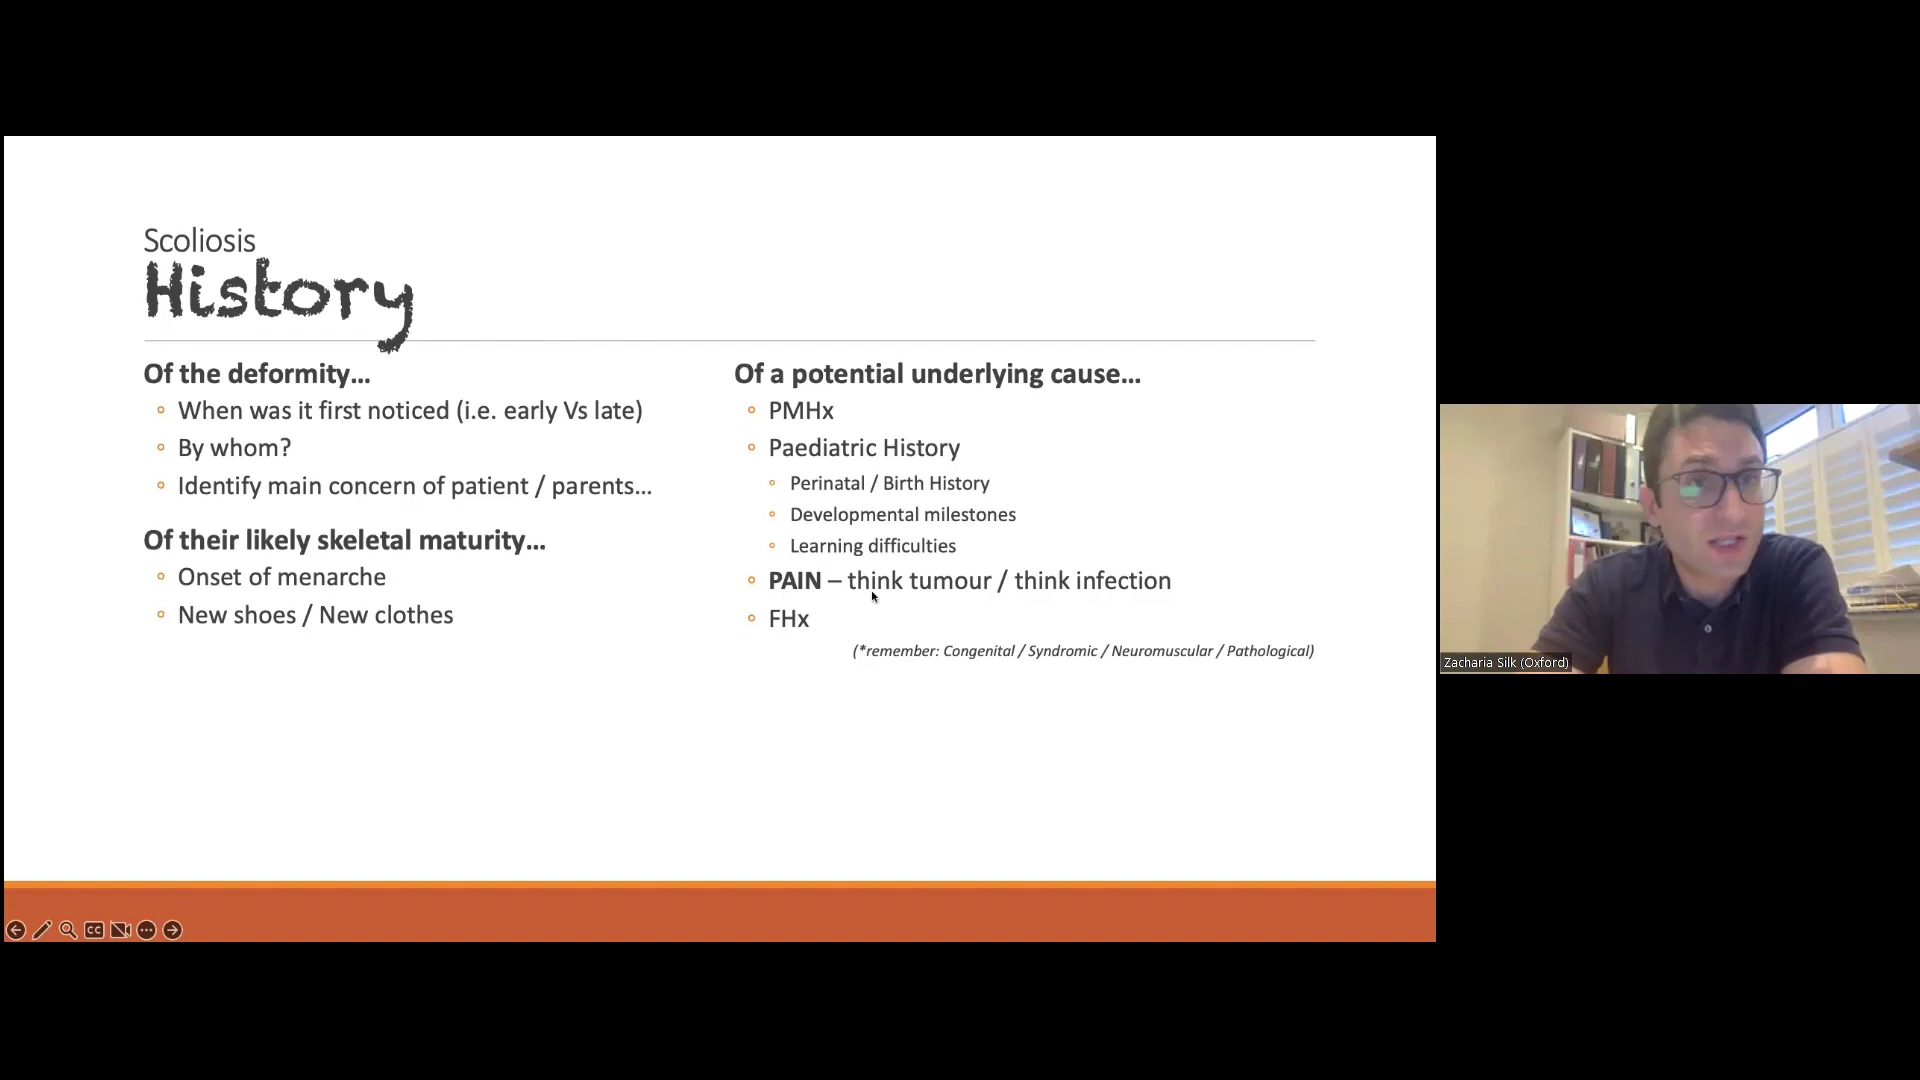 Scoliosis
History
Of the deformity...
When was it first noticed (i.e. early Vs late)
By whom?
Identify main concern of patient / parents...
Of their likely skeletal maturity...
Onset of menarche
New shoes / New clothes
Of a potential underlying cause...
PMHx
Paediatric History
Perinatal / Birth History
Developmental milestones
Learning difficulties
PAIN – think tumour / think infection
FHx
(*remember: Congenital / Syndromic / Neuromuscular / Pathological)
CC
Zacharia Silk (Oxford)